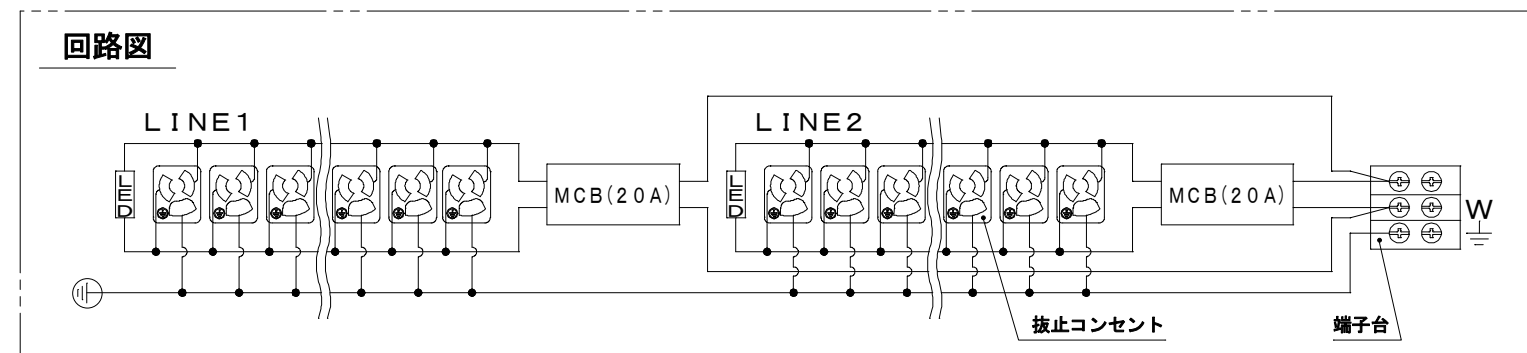 回路図
LINE1
LINE2
LED
MCB(20A)
LED
MCB(20A)
W
抜止コンセント
端子台